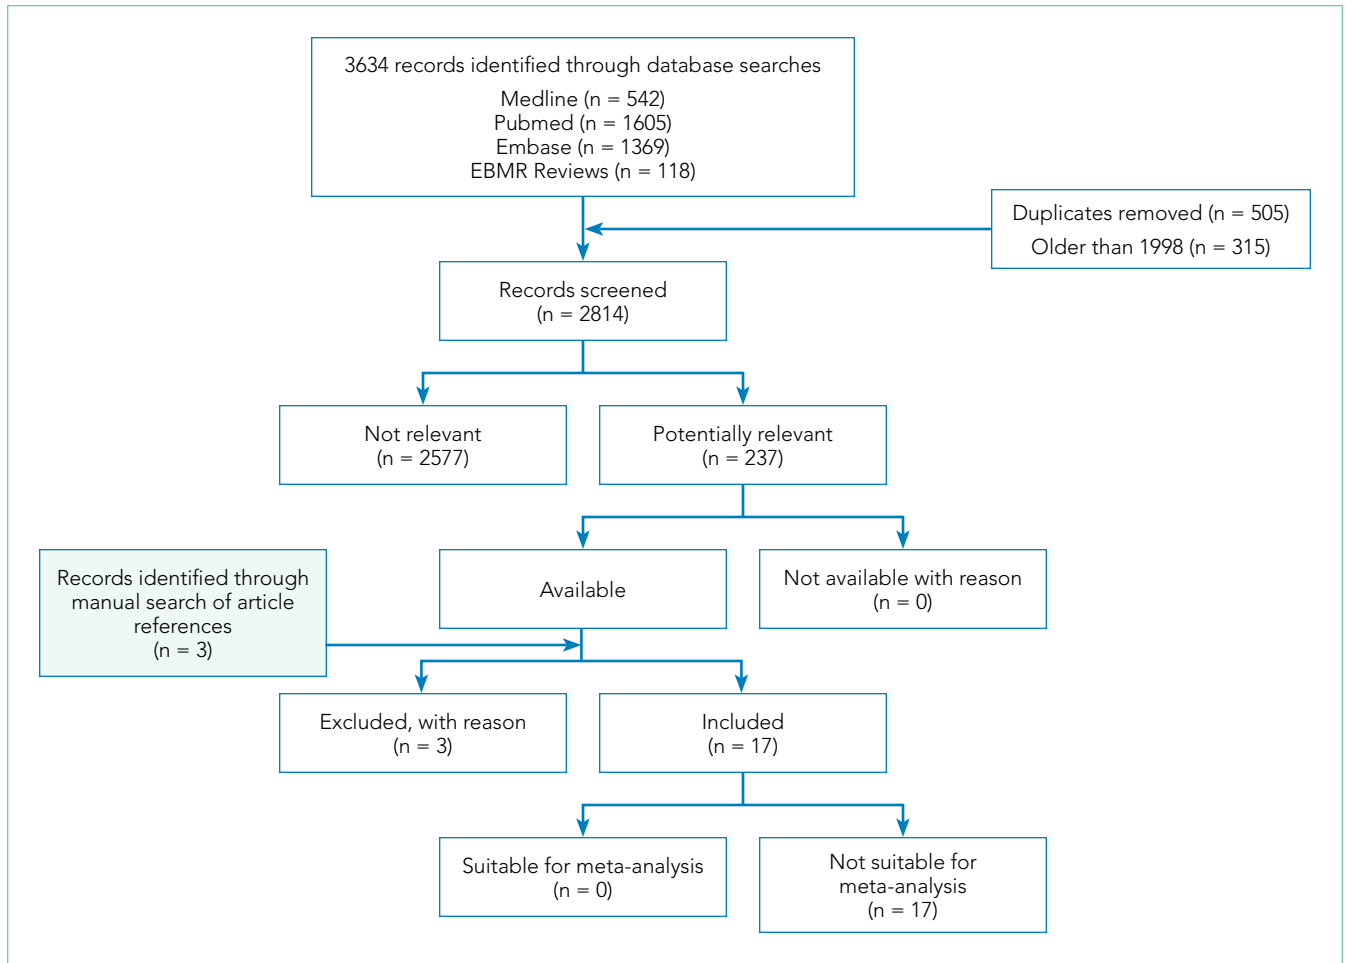 3634 records identified through database searches
Medline (n = 542)
Pubmed (n = 1605)
Embase (n = 1369)
EBMR Reviews (n = 118)
Duplicates removed (n = 505)
Older than 1998 (n = 315)
Records screened
(n = 2814)
Not relevant
(n = 2577)
Potentially relevant
(n = 237)
Records identified through
manual search of article
references
(n = 3)
Available
Not available with reason
(n = 0)
Excluded, with reason
(n = 3)
Included
(n = 17)
Suitable for meta-analysis
(n = 0)
Not suitable for
meta-analysis
(n = 17)